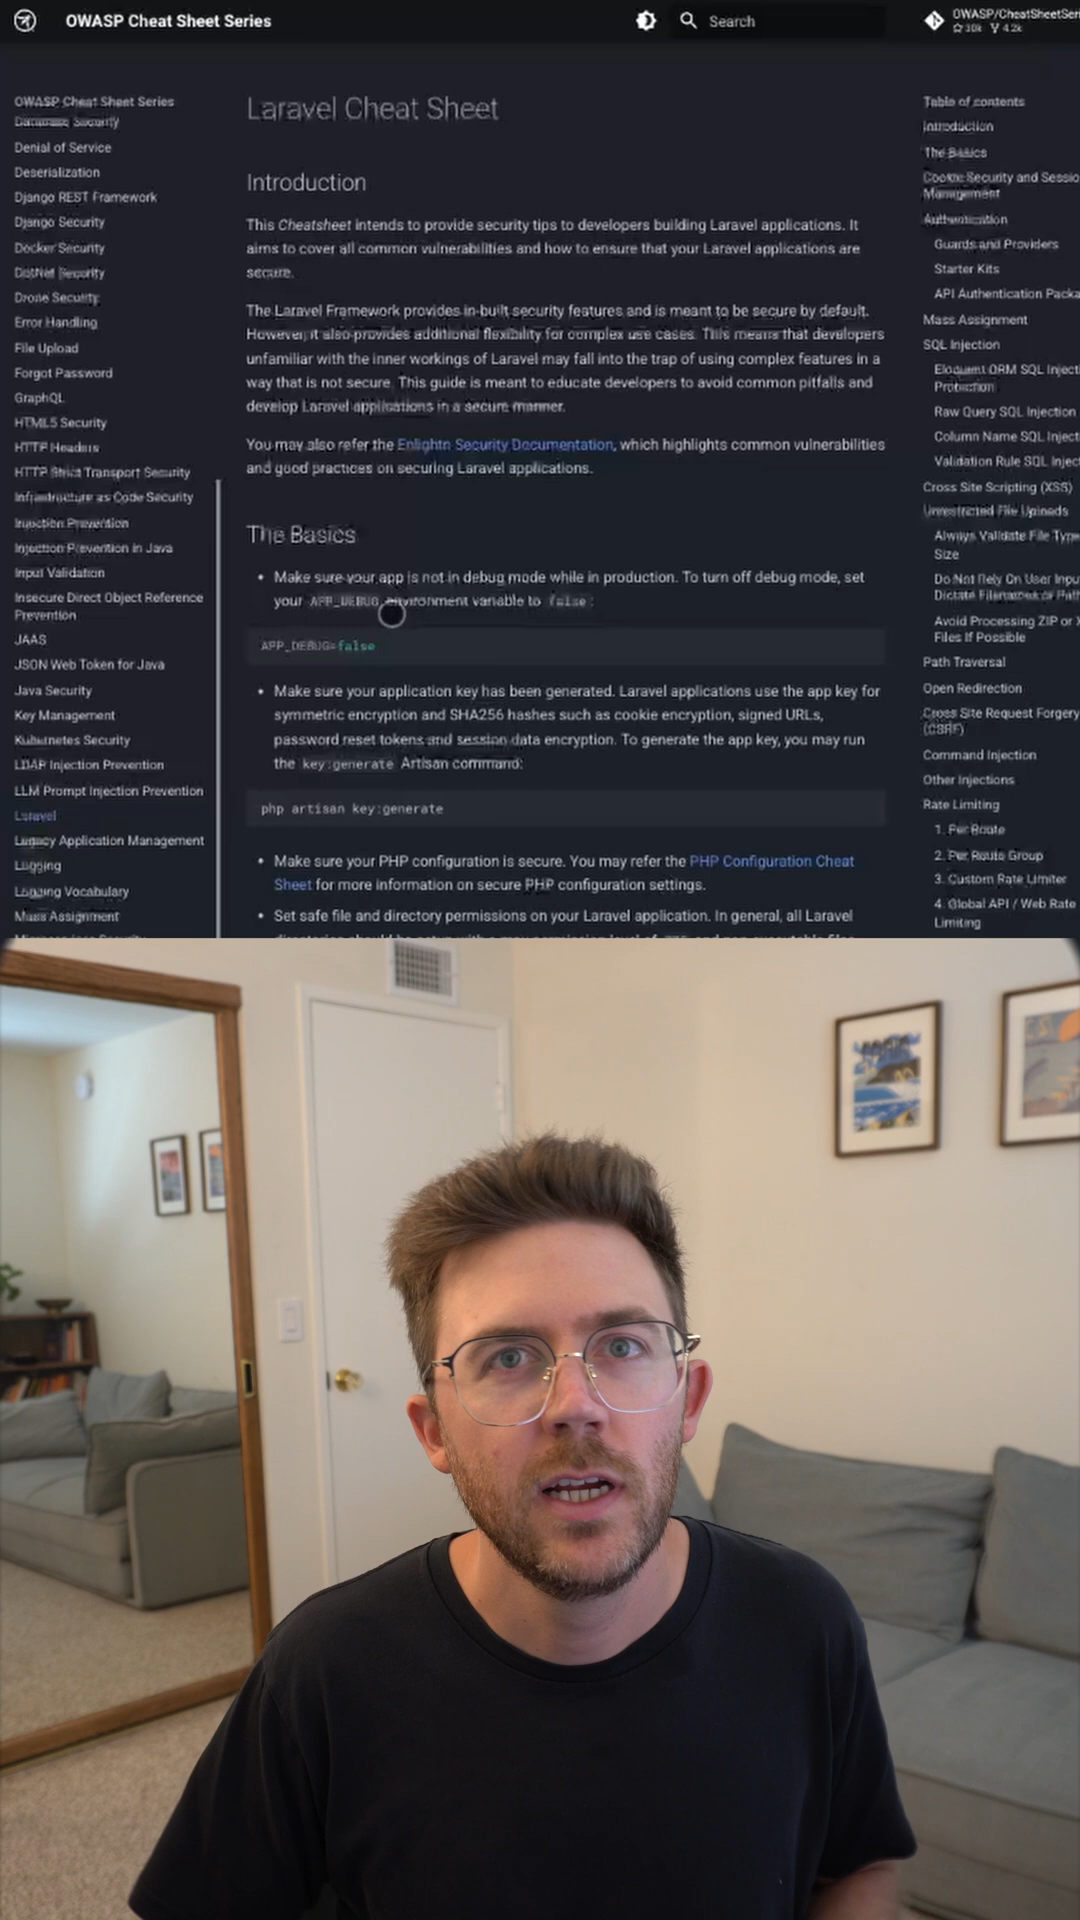 OWASP Cheat Sheet Series
Search
OWASP/CheatSheetSeri
30k 4.2k
OWASP Cheat Sheet Series
Database Security
Denial of Service
Deserialization
Django REST Framework
Django Security
Docker Security
DotNet Security
Drone Security
Error Handling
File Upload
Forgot Password
GraphQL
HTML5 Security
HTTP Headers
HTTP Strict Transport Security
Infrastructure as Code Security
Injection Prevention
Injection Prevention in Java
Input Validation
Insecure Direct Object Reference
Prevention
JAAS
JSON Web Token for Java
Java Security
Key Management
Kubernetes Security
LDAP Injection Prevention
LLM Prompt Injection Prevention
Laravel
Legacy Application Management
Logging
Logging Vocabulary
Mass Assignment
Laravel Cheat Sheet
Introduction
This Cheatsheet intends to provide security tips to developers building Laravel applications. It
aims to cover all common vulnerabilities and how to ensure that your Laravel applications are
secure.
The Laravel Framework provides in-built security features and is meant to be secure by default.
However, it also provides additional flexibility for complex use cases. This means that developers
unfamiliar with the inner workings of Laravel may fall into the trap of using complex features in a
way that is not secure. This guide is meant to educate developers to avoid common pitfalls and
develop Laravel applications in a secure manner.
You may also refer the Enlightn Security Documentation, which highlights common vulnerabilities
and good practices on securing Laravel applications.
The Basics
• Make sure your app is not in debug mode while in production. To turn off debug mode, set
your APP_DEBUG environment variable to false:
APP_DEBUG=false
• Make sure your application key has been generated. Laravel applications use the app key for
symmetric encryption and SHA256 hashes such as cookie encryption, signed URLs,
password reset tokens and session data encryption. To generate the app key, you may run
the key:generate Artisan command:
php artisan key:generate
• Make sure your PHP configuration is secure. You may refer the PHP Configuration Cheat
Sheet for more information on secure PHP configuration settings.
• Set safe file and directory permissions on your Laravel application. In general, all Laravel
Table of contents
Introduction
The Basics
Cookie Security and Sessio
Management
Authentication
Guards and Providers
Starter Kits
API Authentication Packa
Mass Assignment
SQL Injection
Eloquent ORM SQL Injecti
Protection
Raw Query SQL Injection
Column Name SQL Inject
Validation Rule SQL Injec
Cross Site Scripting (XSS)
Unrestricted File Uploads
Always Validate File Type
Size
Do Not Rely On User Inpu
Dictate Filenames or Path
Avoid Processing ZIP or X
Files If Possible
Path Traversal
Open Redirection
Cross Site Request Forgery
(CSRF)
Command Injection
Other Injections
Rate Limiting
1. Per Route
2. Per Route Group
3. Custom Rate Limiter
4. Global API / Web Rate
Limiting